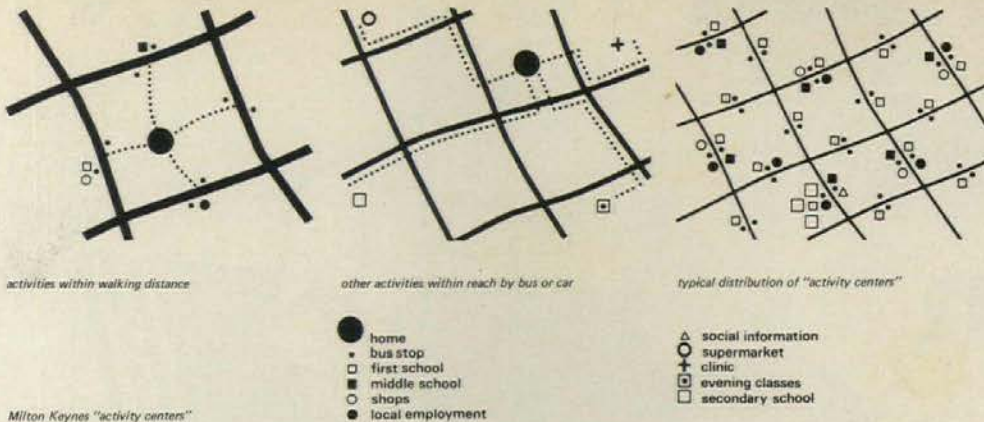 activities within walking distance
other activities within reach by bus or car
typical distribution of "activity centers"
home
bus stop
first school
middle school
shops
local employment
social information
supermarket
clinic
evening classes
secondary school
Milton Keynes "activity centers"